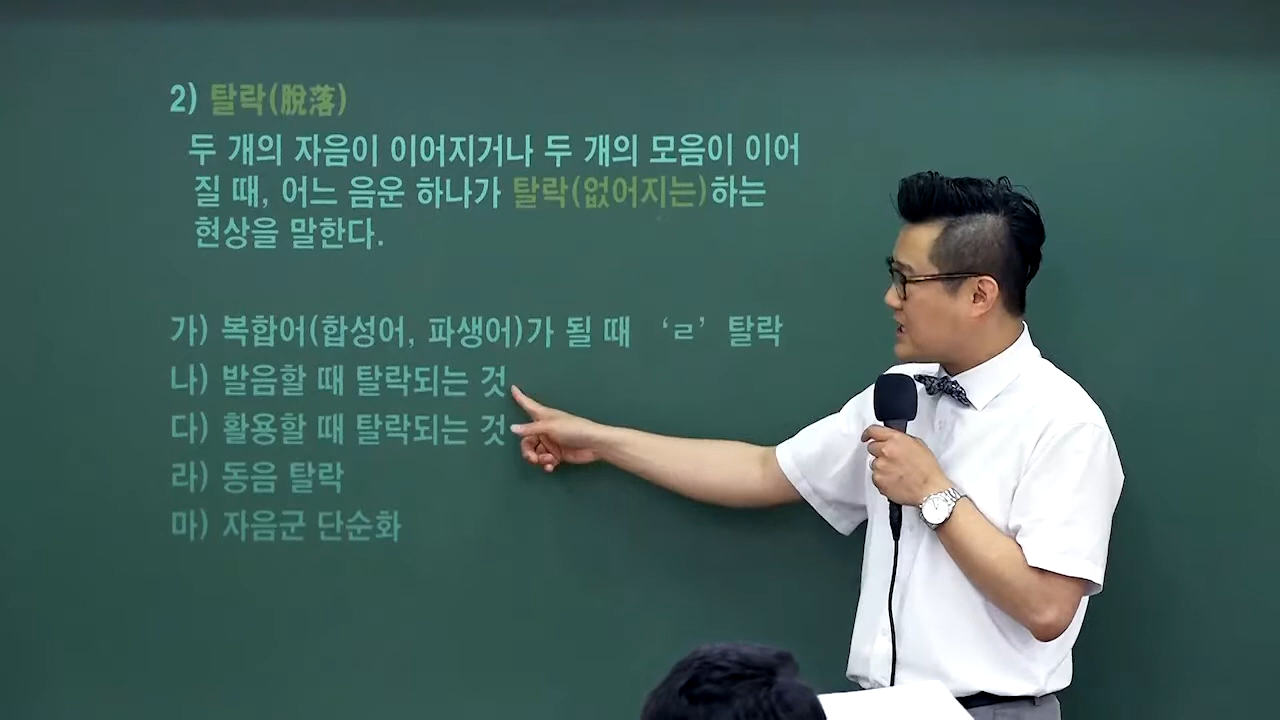 2) 탈락(脫落)
두 개의 자음이 이어지거나 두 개의 모음이 이어
질 때, 어느 음운 하나가 탈락(없어지는)하는
현상을 말한다.
가) 복합어(합성어, 파생어)가 될 때 ‘ㄹ’ 탈락
나) 발음할 때 탈락되는 것
다) 활용할 때 탈락되는 것
라) 동음 탈락
마) 자음군 단순화